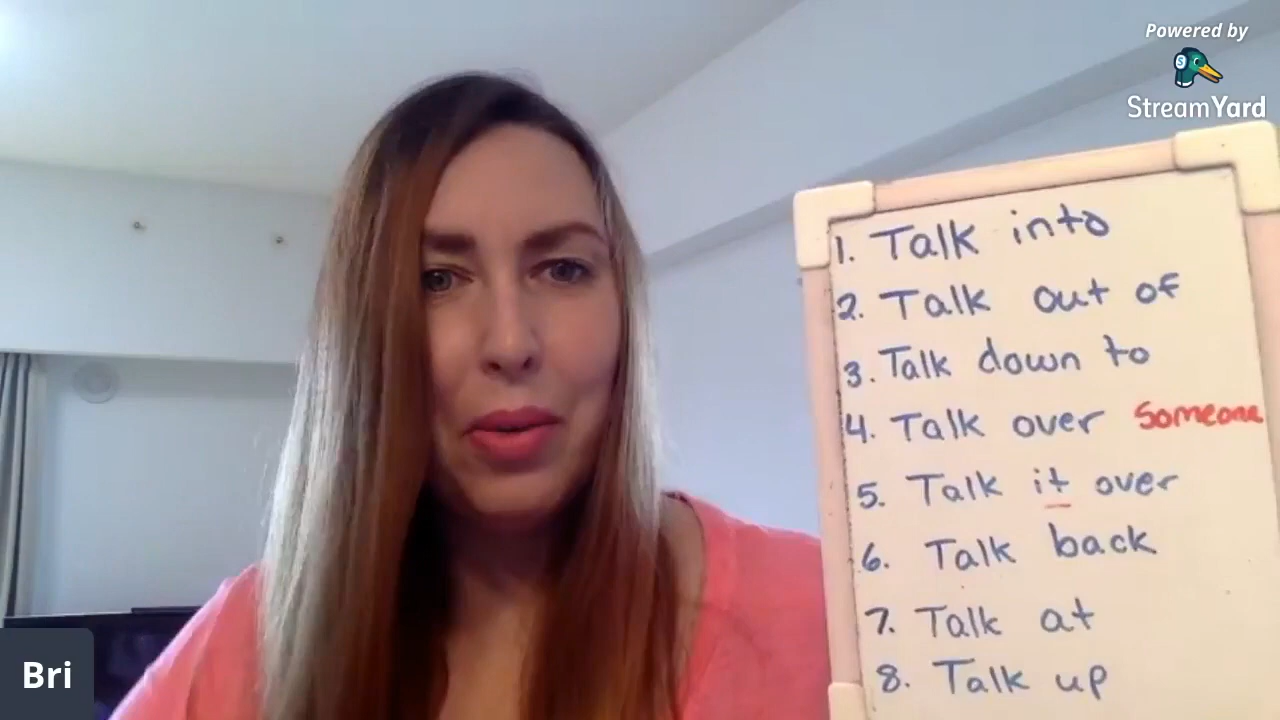 Powered by
StreamYard
1. Talk into
2. Talk out of
3. Talk down to
4. Talk over Someone
5. Talk it over
6. Talk back
7. Talk at
8. Talk up
Bri